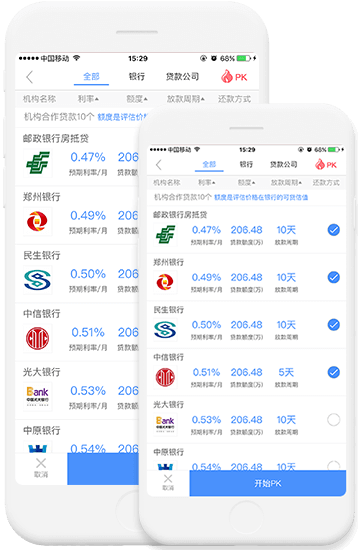 中国移动 15:29 68%
全部 银行 贷款公司 PK
机构名称 利率 额度 放款周期 还款方式
机构合作贷款10个 额度是评估价格
邮政银行房抵贷
0.47% 206.
预期利率/月 贷款
郑州银行
0.49% 206.
预期利率/月 贷款
民生银行
0.50% 206.
预期利率/月 贷款
中信银行
0.51% 206.
预期利率/月 贷款
光大银行
Bank
中国光大银行
0.53% 206.
预期利率/月 贷款
中原银行
0.54% 206.
取消
中国移动 15:29 68%
全部 银行 贷款公司 PK
机构名称 利率 额度 放款周期 还款方式
机构合作贷款10个 额度是评估价格在银行的可贷估值
邮政银行房抵贷
0.47% 206.48 10天
预期利率/月 贷款额度(万) 放款周期
郑州银行
0.49% 206.48 10天
预期利率/月 贷款额度(万) 放款周期
民生银行
0.50% 206.48 10天
预期利率/月 贷款额度(万) 放款周期
中信银行
0.51% 206.48 5天
预期利率/月 贷款额度(万) 放款周期
光大银行
Bank
中国光大银行
0.53% 206.48 10天
预期利率/月 贷款额度(万) 放款周期
中原银行
0.54% 206.48 10天
取消 开始PK